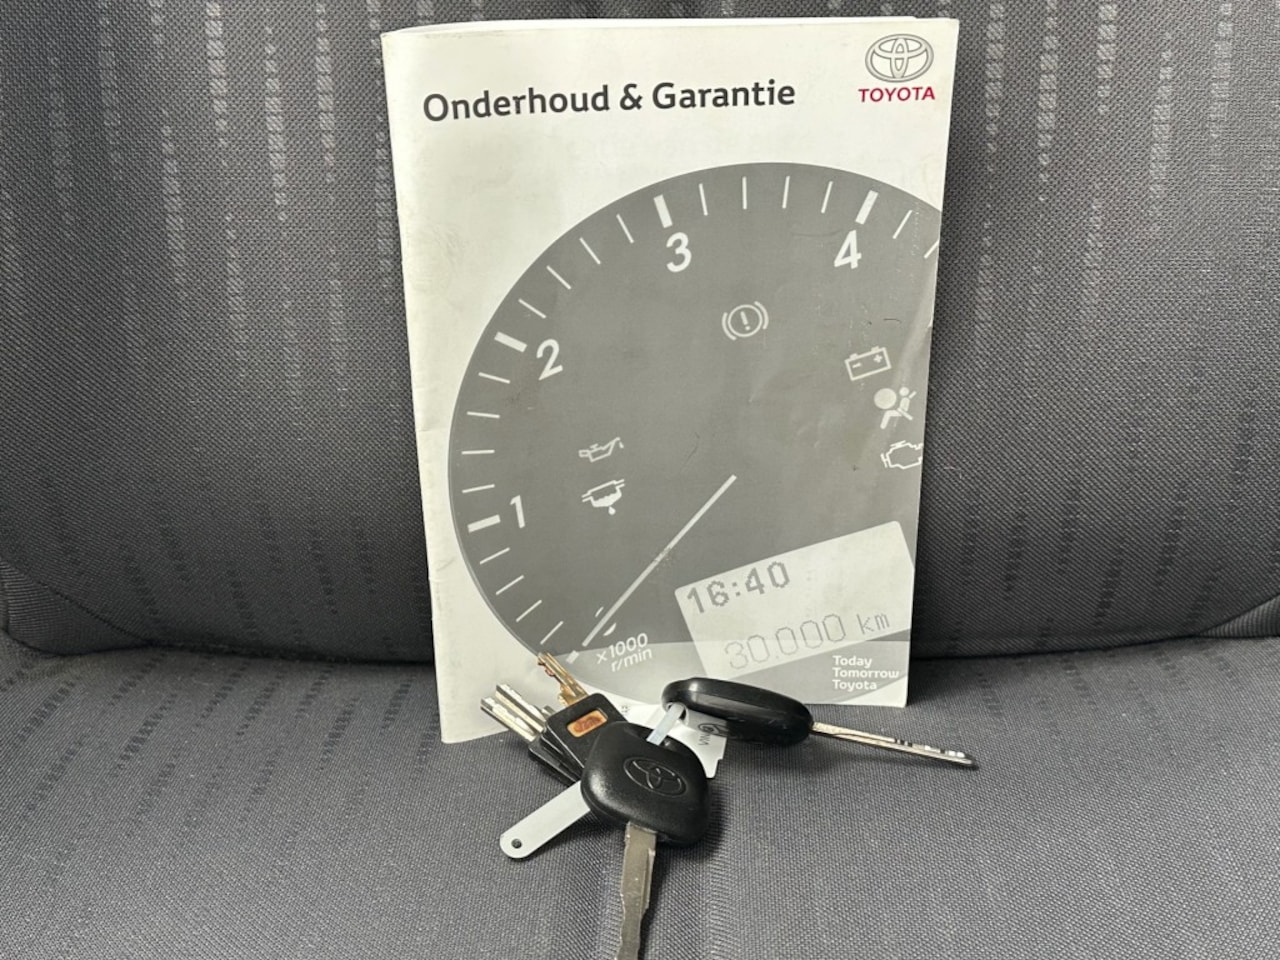 Onderhoud & Garantie
TOYOTA
3
4
2
1
x1000
r/min
16:40
30.000 km
Today
Tomorrow
Toyota